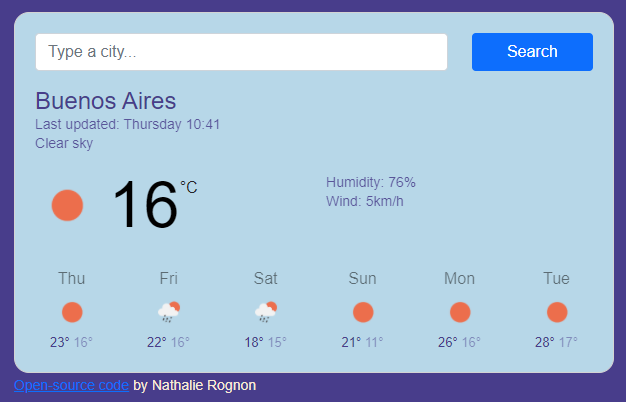 Type a city...
Search
Buenos Aires
Last updated: Thursday 10:41
Clear sky
16 °C
Humidity: 76%
Wind: 5km/h
Thu Fri Sat Sun Mon Tue
23° 16° 22° 16° 18° 15° 21° 11° 26° 16° 28° 17°
Open-source code by Nathalie Rognon